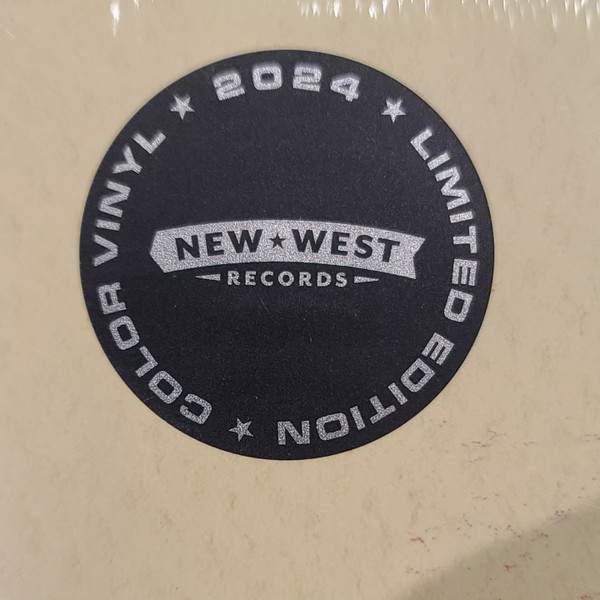 2024 ★ LIMITED EDITION ★ COLOR VINYL ★
NEW★WEST
RECORDS